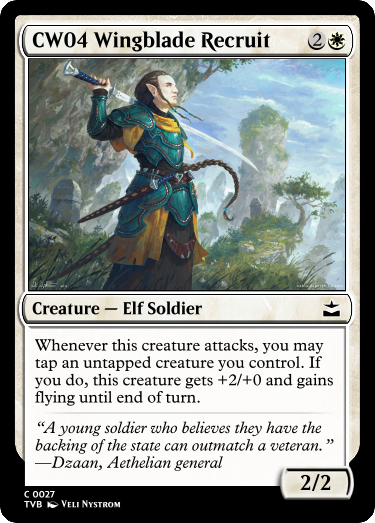 CW04 Wingblade Recruit 2
Creature — Elf Soldier
Whenever this creature attacks, you may
tap an untapped creature you control. If
you do, this creature gets +2/+0 and gains
flying until end of turn.
“A young soldier who believes they have the
backing of the state can outmatch a veteran.”
—Dzaan, Aethelian general
2/2
C 0027
TVB VELI NYSTROM